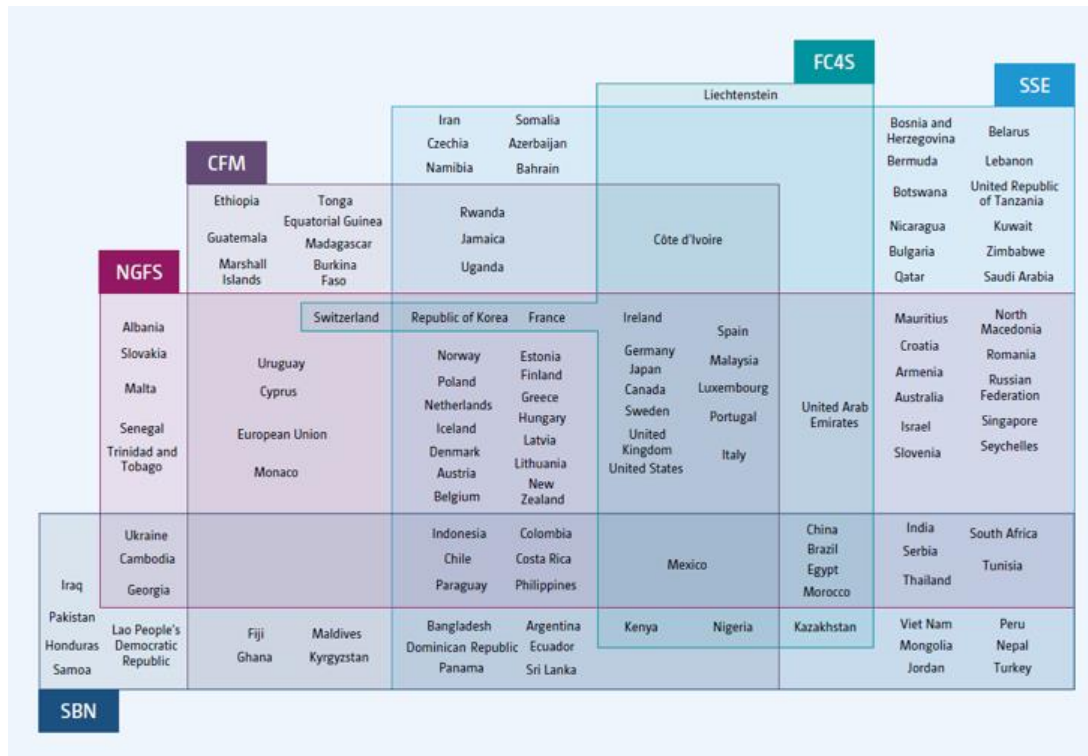 FC4S
SSE
Liechtenstein
Iran Somalia
Czechia Azerbaijan
Namibia Bahrain
Bosnia and
Herzegovina
Belarus
Bermuda Lebanon
Botswana
United Republic
of Tanzania
Nicaragua Kuwait
Bulgaria Zimbabwe
Qatar Saudi Arabia
CFM
Ethiopia Tonga
Equatorial Guinea
Guatemala Madagascar
Marshall
Islands
Burkina
Faso
Rwanda
Jamaica
Uganda
Côte d'Ivoire
NGFS
Albania
Slovakia
Malta
Senegal
Trinidad and
Tobago
Switzerland
Uruguay
Cyprus
European Union
Monaco
Republic of Korea France
Norway Estonia
Poland Finland
Netherlands Greece
Iceland Hungary
Denmark Latvia
Austria Lithuania
Belgium New
Zealand
Ireland Spain
Germany Malaysia
Japan
Canada Luxembourg
Sweden Portugal
United
Kingdom
Italy
United States
United Arab
Emirates
Mauritius North
Macedonia
Croatia Romania
Armenia Russian
Federation
Australia
Israel Singapore
Slovenia Seychelles
Iraq
Pakistan
Honduras
Samoa
Ukraine
Cambodia
Georgia
Indonesia Colombia
Chile Costa Rica
Paraguay Philippines
Mexico
China
Brazil
Egypt
Morocco
India South Africa
Serbia Tunisia
Thailand
Lao People's
Democratic
Republic
Fiji Maldives
Ghana Kyrgyzstan
Bangladesh Argentina
Dominican Republic Ecuador
Panama Sri Lanka
Kenya Nigeria
Kazakhstan
Viet Nam Peru
Mongolia Nepal
Jordan Turkey
SBN